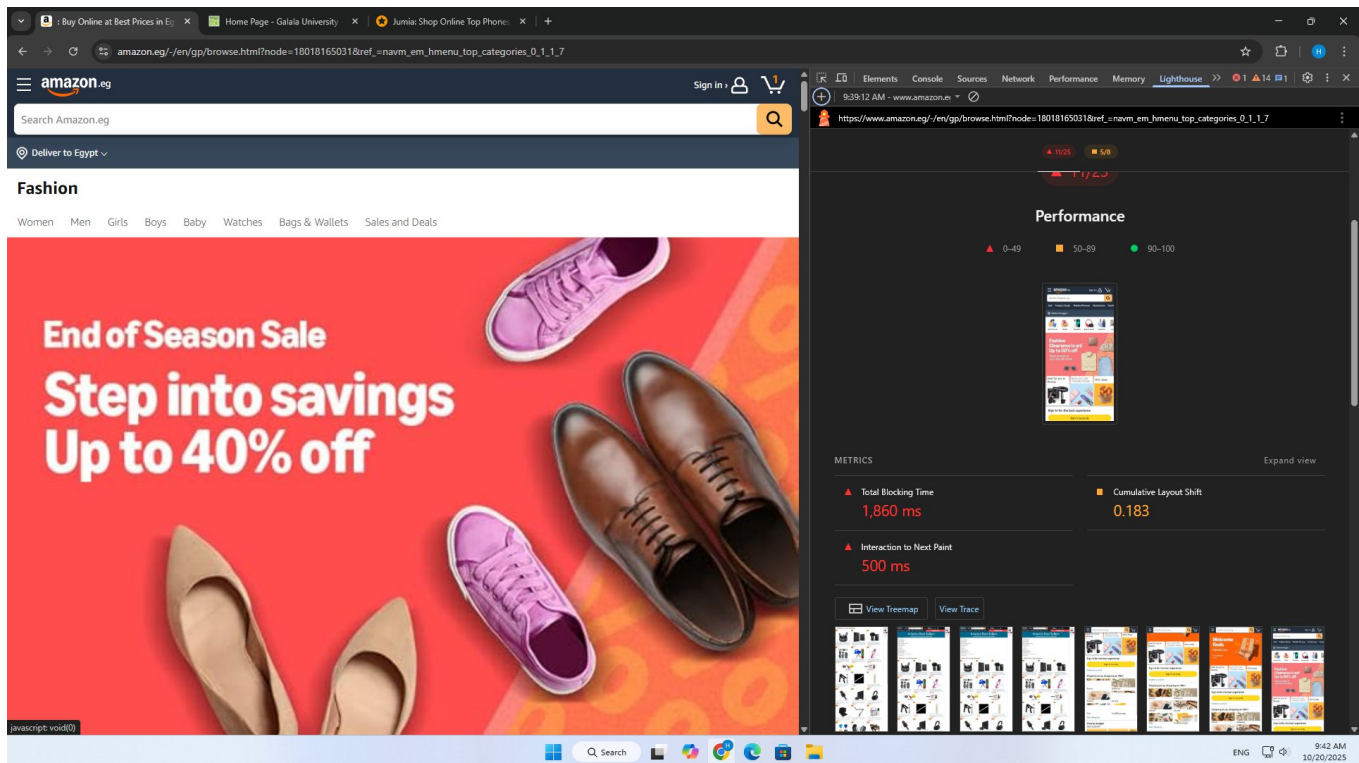 : Buy Online at Best Prices in Eg
Home Page - Galala University
Jumia: Shop Online Top Phones
amazon.eg/-/en/gp/browse.html?node=18018165031&ref_=navm_em_hmenu_top_categories_0_1_1_7
H
amazon.eg
Sign in ›
1
Search Amazon.eg
Deliver to Egypt
Fashion
Women Men Girls Boys Baby Watches Bags & Wallets Sales and Deals
End of Season Sale
Step into savings
Up to 40% off
javascript: void(0)
Elements Console Sources Network Performance Memory Lighthouse 1 14 1
9:39:12 AM - www.amazon.e
https://www.amazon.eg/-/en/gp/browse.html?node=18018165031&ref_=navm_em_hmenu_top_categories_0_1_1_7
11/25 5/8
11/25
Performance
0–49 50–89 90–100
METRICS
Expand view
Total Blocking Time
1,860 ms
Cumulative Layout Shift
0.183
Interaction to Next Paint
500 ms
View Treemap
View Trace
Search
ENG
9:42 AM
10/20/2025